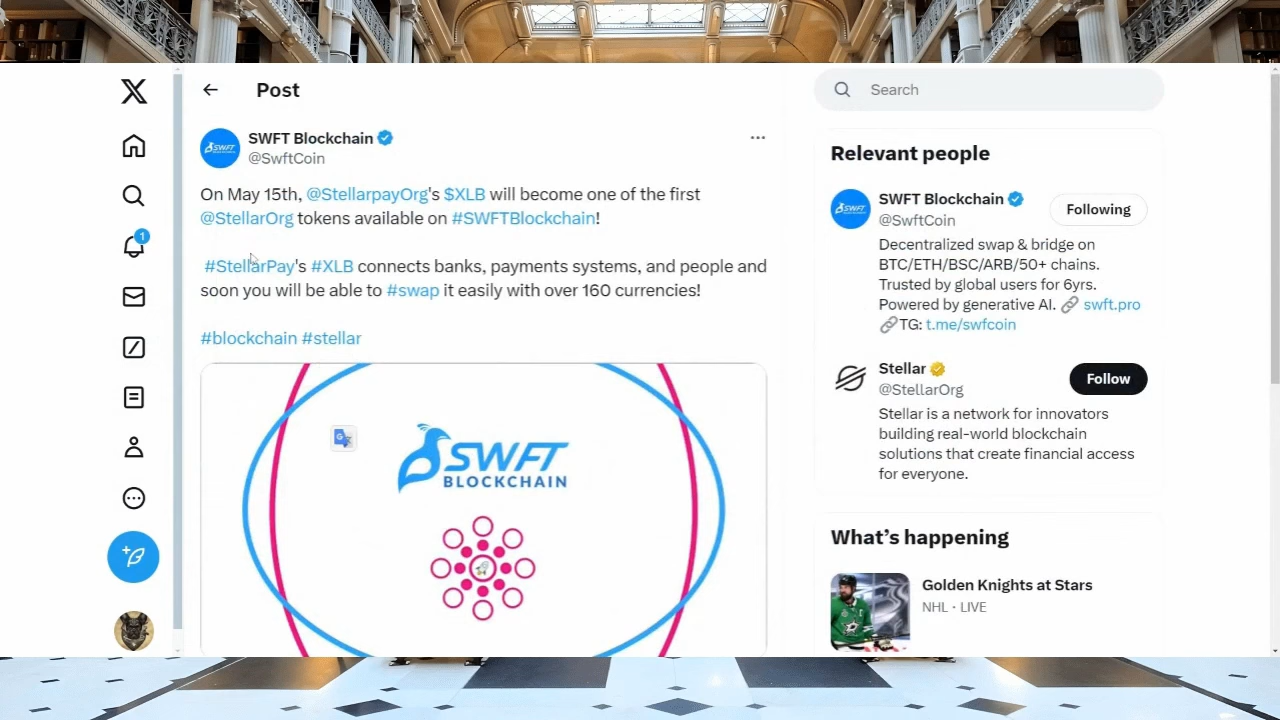 Post
Search
SWFT Blockchain
@SwftCoin
On May 15th, @StellarpayOrg's $XLB will become one of the first
@StellarOrg tokens available on #SWFTBlockchain!
#StellarPay's #XLB connects banks, payments systems, and people and
soon you will be able to #swap it easily with over 160 currencies!
#blockchain #stellar
SWFT
SWFT
BLOCKCHAIN
1
Relevant people
SWFT
SWFT Blockchain
@SwftCoin
Following
Decentralized swap & bridge on
BTC/ETH/BSC/ARB/50+ chains.
Trusted by global users for 6yrs.
Powered by generative AI. 🔗 swft.pro
🔗TG: t.me/swfcoin
Stellar
@StellarOrg
Follow
Stellar is a network for innovators
building real-world blockchain
solutions that create financial access
for everyone.
What's happening
Golden Knights at Stars
NHL · LIVE